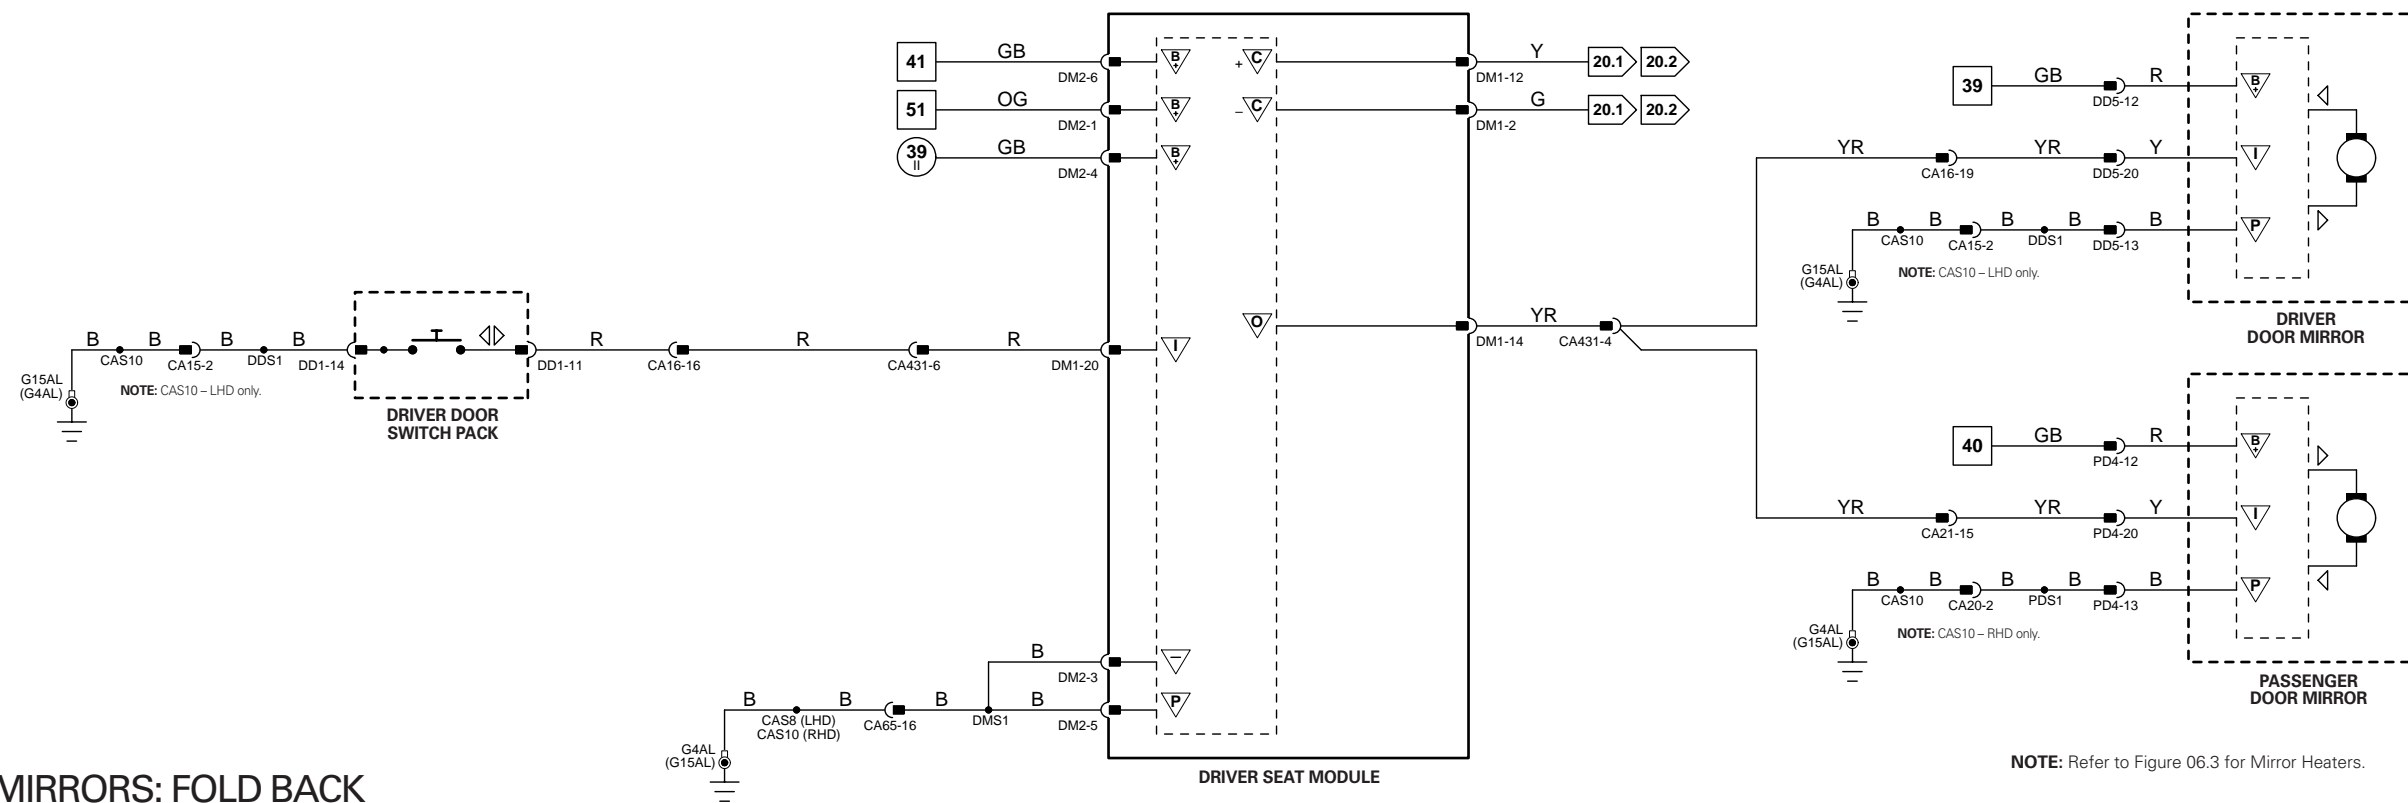 41
GB
DM2-6
B
+
+
C
Y
DM1-12
20.1
20.2
51
OG
DM2-1
B
+
–
C
G
DM1-2
20.1
20.2
39
II
GB
DM2-4
B
+
39
GB
DD5-12
R
B
+
YR
CA16-19
YR
DD5-20
Y
I
B
CAS10
B
CA15-2
B
DDS1
B
DD5-13
B
P
G15AL
(G4AL)
NOTE: CAS10 – LHD only.
DRIVER
DOOR MIRROR
B
CAS10
B
CA15-2
B
DDS1
B
DD1-14
G15AL
(G4AL)
NOTE: CAS10 – LHD only.
DRIVER DOOR
SWITCH PACK
DD1-11
R
CA16-16
R
CA431-6
R
DM1-20
I
O
DM1-14
YR
CA431-4
40
GB
PD4-12
R
B
+
YR
CA21-15
YR
PD4-20
Y
I
B
CAS10
B
CA20-2
B
PDS1
B
PD4-13
B
P
G4AL
(G15AL)
NOTE: CAS10 – RHD only.
PASSENGER
DOOR MIRROR
B
DM2-3
–
B
CAS8 (LHD)
CAS10 (RHD)
B
CA65-16
B
DMS1
B
DM2-5
P
G4AL
(G15AL)
DRIVER SEAT MODULE
NOTE: Refer to Figure 06.3 for Mirror Heaters.
MIRRORS: FOLD BACK